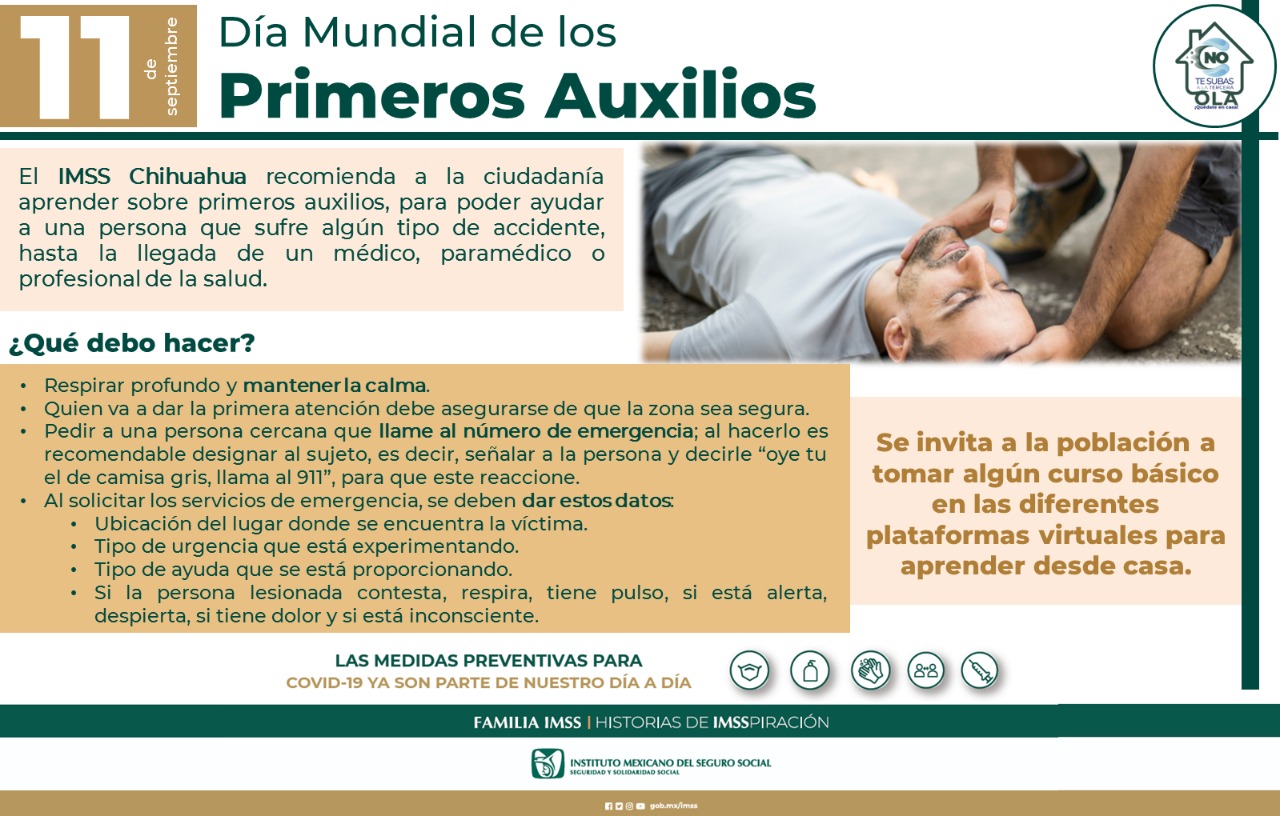 11
de
septiembre
Día Mundial de los
Primeros Auxilios
NO
TE SUBAS
A LA TERCERA
OLA
¡Quédate en casa!
El IMSS Chihuahua recomienda a la ciudadanía
aprender sobre primeros auxilios, para poder ayudar
a una persona que sufre algún tipo de accidente,
hasta la llegada de un médico, paramédico o
profesional de la salud.
¿Qué debo hacer?
• Respirar profundo y mantener la calma.
• Quien va a dar la primera atención debe asegurarse de que la zona sea segura.
• Pedir a una persona cercana que llame al número de emergencia; al hacerlo es
recomendable designar al sujeto, es decir, señalar a la persona y decirle “oye tu
el de camisa gris, llama al 911”, para que este reaccione.
• Al solicitar los servicios de emergencia, se deben dar estos datos:
• Ubicación del lugar donde se encuentra la víctima.
• Tipo de urgencia que está experimentando.
• Tipo de ayuda que se está proporcionando.
• Si la persona lesionada contesta, respira, tiene pulso, si está alerta,
despierta, si tiene dolor y si está inconsciente.
Se invita a la población a
tomar algún curso básico
en las diferentes
plataformas virtuales para
aprender desde casa.
LAS MEDIDAS PREVENTIVAS PARA
COVID-19 YA SON PARTE DE NUESTRO DÍA A DÍA
FAMILIA IMSS | HISTORIAS DE IMSSPIRACIÓN
INSTITUTO MEXICANO DEL SEGURO SOCIAL
SEGURIDAD Y SOLIDARIDAD SOCIAL
gob.mx/imss